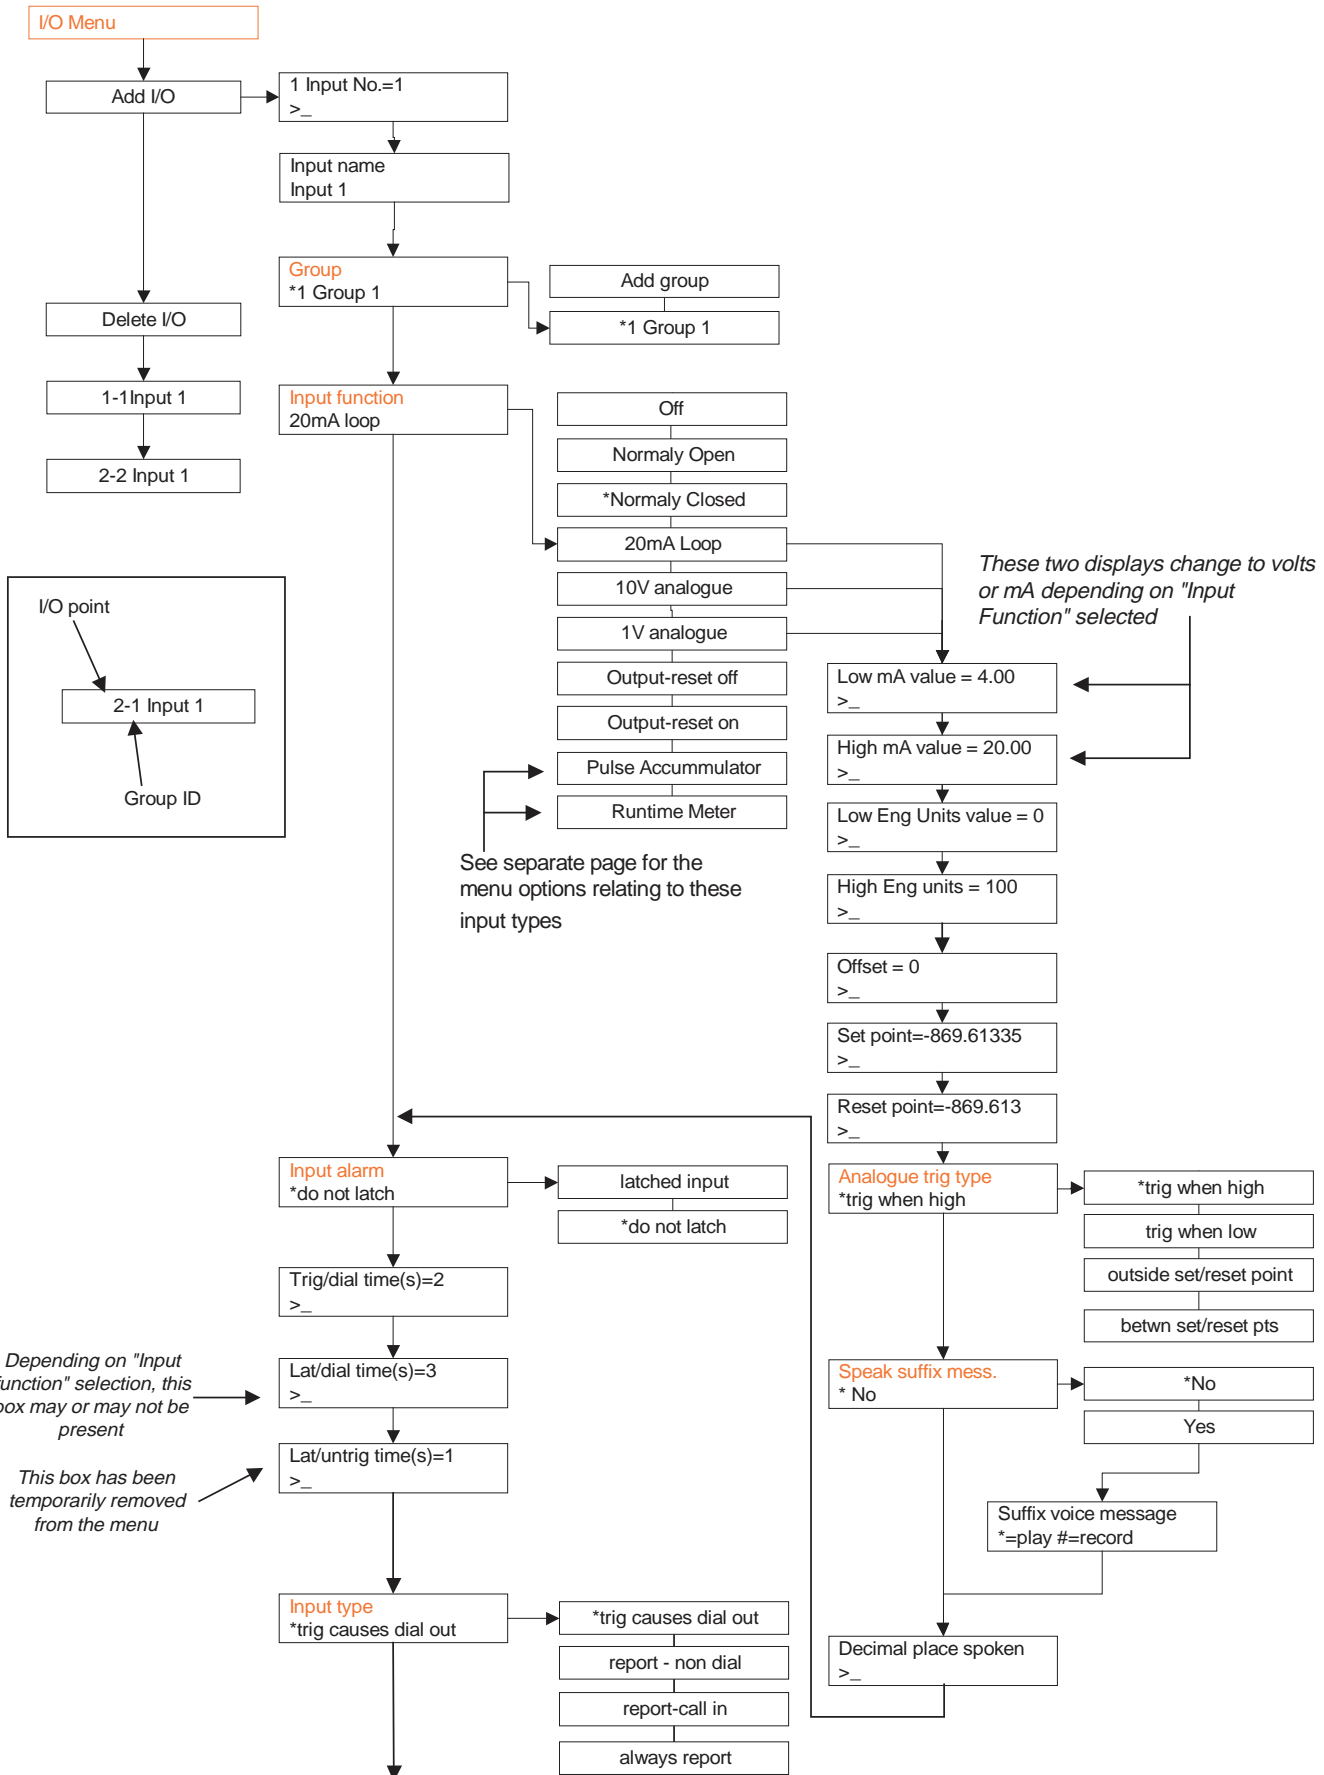 I/O Menu
Add I/O
1 Input No.=1
>_
Input name
Input 1
Group
*1 Group 1
Add group
*1 Group 1
Delete I/O
1-1Input 1
2-2 Input 1
Input function
20mA loop
Off
Normaly Open
*Normaly Closed
20mA Loop
10V analogue
1V analogue
Output-reset off
Output-reset on
Pulse Accummulator
Runtime Meter
See separate page for the
menu options relating to these
input types
I/O point
2-1 Input 1
Group ID
These two displays change to volts
or mA depending on "Input
Function" selected
Low mA value = 4.00
>_
High mA value = 20.00
>_
Low Eng Units value = 0
>_
High Eng units = 100
>_
Offset = 0
>_
Set point=-869.61335
>_
Reset point=-869.613
>_
Analogue trig type
*trig when high
*trig when high
trig when low
outside set/reset point
betwn set/reset pts
Speak suffix mess.
* No
*No
Yes
Suffix voice message
*=play #=record
Decimal place spoken
>_
Input alarm
*do not latch
latched input
*do not latch
Trig/dial time(s)=2
>_
Lat/dial time(s)=3
>_
Lat/untrig time(s)=1
>_
Depending on "Input
function" selection, this
box may or may not be
present
This box has been
temporarily removed
from the menu
Input type
*trig causes dial out
*trig causes dial out
report - non dial
report-call in
always report